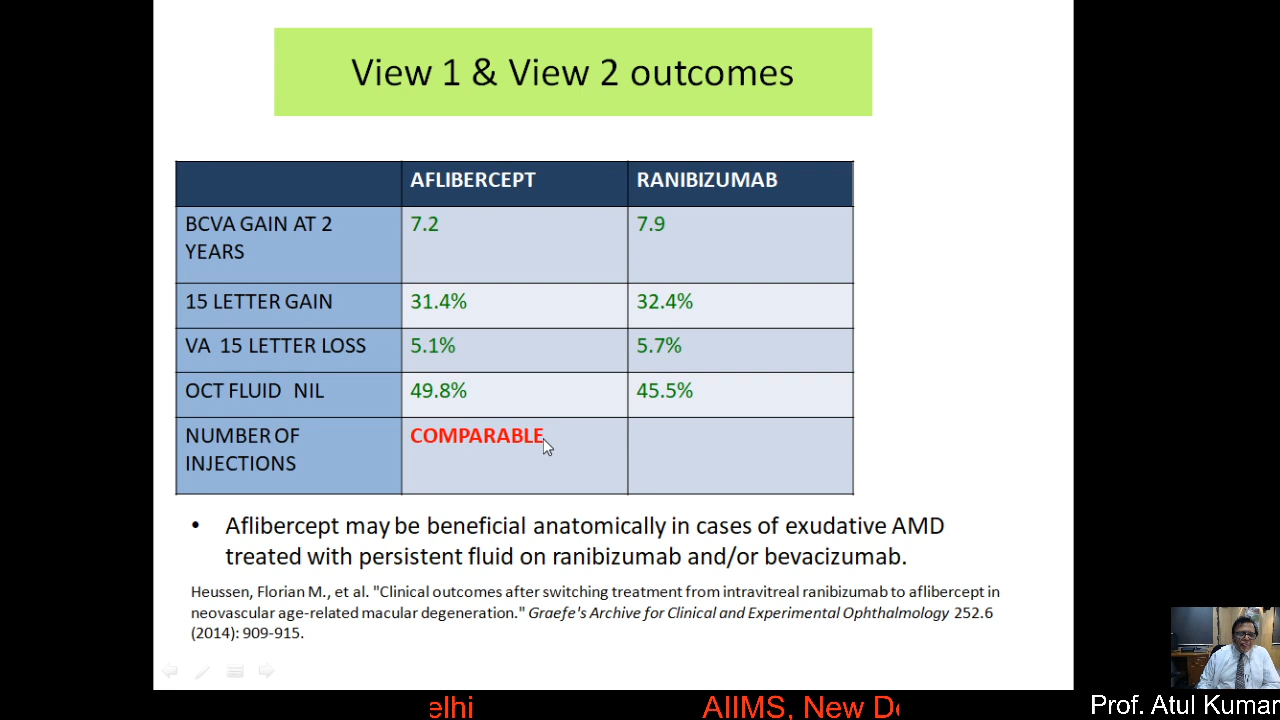 View 1 & View 2 outcomes
AFLIBERCEPT RANIBIZUMAB
BCVA GAIN AT 2
YEARS
7.2 7.9
15 LETTER GAIN 31.4% 32.4%
VA 15 LETTER LOSS 5.1% 5.7%
OCT FLUID NIL 49.8% 45.5%
NUMBER OF
INJECTIONS
COMPARABLE
• Aflibercept may be beneficial anatomically in cases of exudative AMD
treated with persistent fluid on ranibizumab and/or bevacizumab.
Heussen, Florian M., et al. "Clinical outcomes after switching treatment from intravitreal ranibizumab to aflibercept in
neovascular age-related macular degeneration." Graefe's Archive for Clinical and Experimental Ophthalmology 252.6
(2014): 909-915.
elhi AIIMS, New De Prof. Atul Kumar